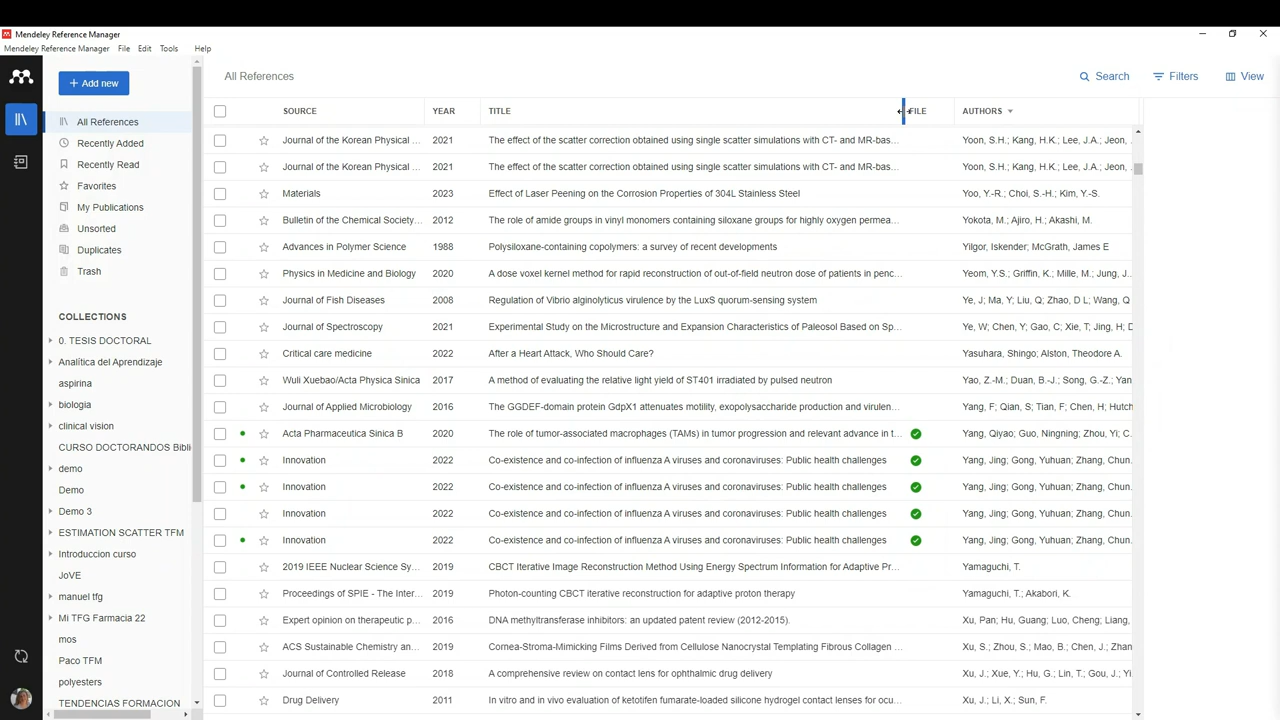 Mendeley Reference Manager
Mendeley Reference Manager File Edit Tools Help
+ Add new
All References
Recently Added
Recently Read
Favorites
My Publications
Unsorted
Duplicates
Trash
COLLECTIONS
0. TESIS DOCTORAL
Analítica del Aprendizaje
aspirina
biologia
clinical vision
CURSO DOCTORANDOS Bibli
demo
Demo
Demo 3
ESTIMATION SCATTER TFM
Introduccion curso
JoVE
manuel tfg
Mi TFG Farmacia 22
mos
Paco TFM
polyesters
TENDENCIAS FORMACION
All References Search Filters View
SOURCE YEAR TITLE FILE AUTHORS
Journal of the Korean Physical ... 2021 The effect of the scatter correction obtained using single scatter simulations with CT- and MR-bas... Yoon, S.H.; Kang, H.K.; Lee, J.A.; Jeon, ...
Journal of the Korean Physical ... 2021 The effect of the scatter correction obtained using single scatter simulations with CT- and MR-bas... Yoon, S.H.; Kang, H.K.; Lee, J.A.; Jeon, ...
Materials 2023 Effect of Laser Peening on the Corrosion Properties of 304L Stainless Steel Yoo, Y.-R.; Choi, S.-H.; Kim, Y.-S.
Bulletin of the Chemical Society... 2012 The role of amide groups in vinyl monomers containing siloxane groups for highly oxygen permea... Yokota, M.; Ajiro, H.; Akashi, M.
Advances in Polymer Science 1988 Polysiloxane-containing copolymers: a survey of recent developments Yilgor, Iskender; McGrath, James E
Physics in Medicine and Biology 2020 A dose voxel kernel method for rapid reconstruction of out-of-field neutron dose of patients in penc... Yeom, Y.S.; Griffin, K.; Mille, M.; Jung, J...
Journal of Fish Diseases 2008 Regulation of Vibrio alginolyticus virulence by the LuxS quorum-sensing system Ye, J; Ma, Y; Liu, Q; Zhao, D L; Wang, Q
Journal of Spectroscopy 2021 Experimental Study on the Microstructure and Expansion Characteristics of Paleosol Based on Sp... Ye, W; Chen, Y; Gao, C; Xie, T; Jing, H; D
Critical care medicine 2022 After a Heart Attack, Who Should Care? Yasuhara, Shingo; Alston, Theodore A.
Wuli Xuebao/Acta Physica Sinica 2017 A method of evaluating the relative light yield of ST401 irradiated by pulsed neutron Yao, Z.-M.; Duan, B.-J.; Song, G.-Z.; Yan
Journal of Applied Microbiology 2016 The GGDEF-domain protein GdpX1 attenuates motility, exopolysaccharide production and virulen... Yang, F; Qian, S; Tian, F; Chen, H; Hutch
Acta Pharmaceutica Sinica B 2020 The role of tumor-associated macrophages (TAMs) in tumor progression and relevant advance in t... Yang, Qiyao; Guo, Ningning; Zhou, Yi; C.
Innovation 2022 Co-existence and co-infection of influenza A viruses and coronaviruses: Public health challenges Yang, Jing; Gong, Yuhuan; Zhang, Chun.
Innovation 2022 Co-existence and co-infection of influenza A viruses and coronaviruses: Public health challenges Yang, Jing; Gong, Yuhuan; Zhang, Chun.
Innovation 2022 Co-existence and co-infection of influenza A viruses and coronaviruses: Public health challenges Yang, Jing; Gong, Yuhuan; Zhang, Chun.
Innovation 2022 Co-existence and co-infection of influenza A viruses and coronaviruses: Public health challenges Yang, Jing; Gong, Yuhuan; Zhang, Chun.
2019 IEEE Nuclear Science Sy... 2019 CBCT Iterative Image Reconstruction Method Using Energy Spectrum Information for Adaptive Pr... Yamaguchi, T.
Proceedings of SPIE - The Inter... 2019 Photon-counting CBCT iterative reconstruction for adaptive proton therapy Yamaguchi, T.; Akabori, K.
Expert opinion on therapeutic p... 2016 DNA methyltransferase inhibitors: an updated patent review (2012-2015). Xu, Pan; Hu, Guang; Luo, Cheng; Liang,
ACS Sustainable Chemistry an... 2019 Cornea-Stroma-Mimicking Films Derived from Cellulose Nanocrystal Templating Fibrous Collagen ... Xu, S.; Zhou, S.; Mao, B.; Chen, J.; Zhan
Journal of Controlled Release 2018 A comprehensive review on contact lens for ophthalmic drug delivery Xu, J.; Xue, Y.; Hu, G.; Lin, T.; Gou, J.; Yi
Drug Delivery 2011 In vitro and in vivo evaluation of ketotifen fumarate-loaded silicone hydrogel contact lenses for ocu... Xu, J.; Li, X.; Sun, F.